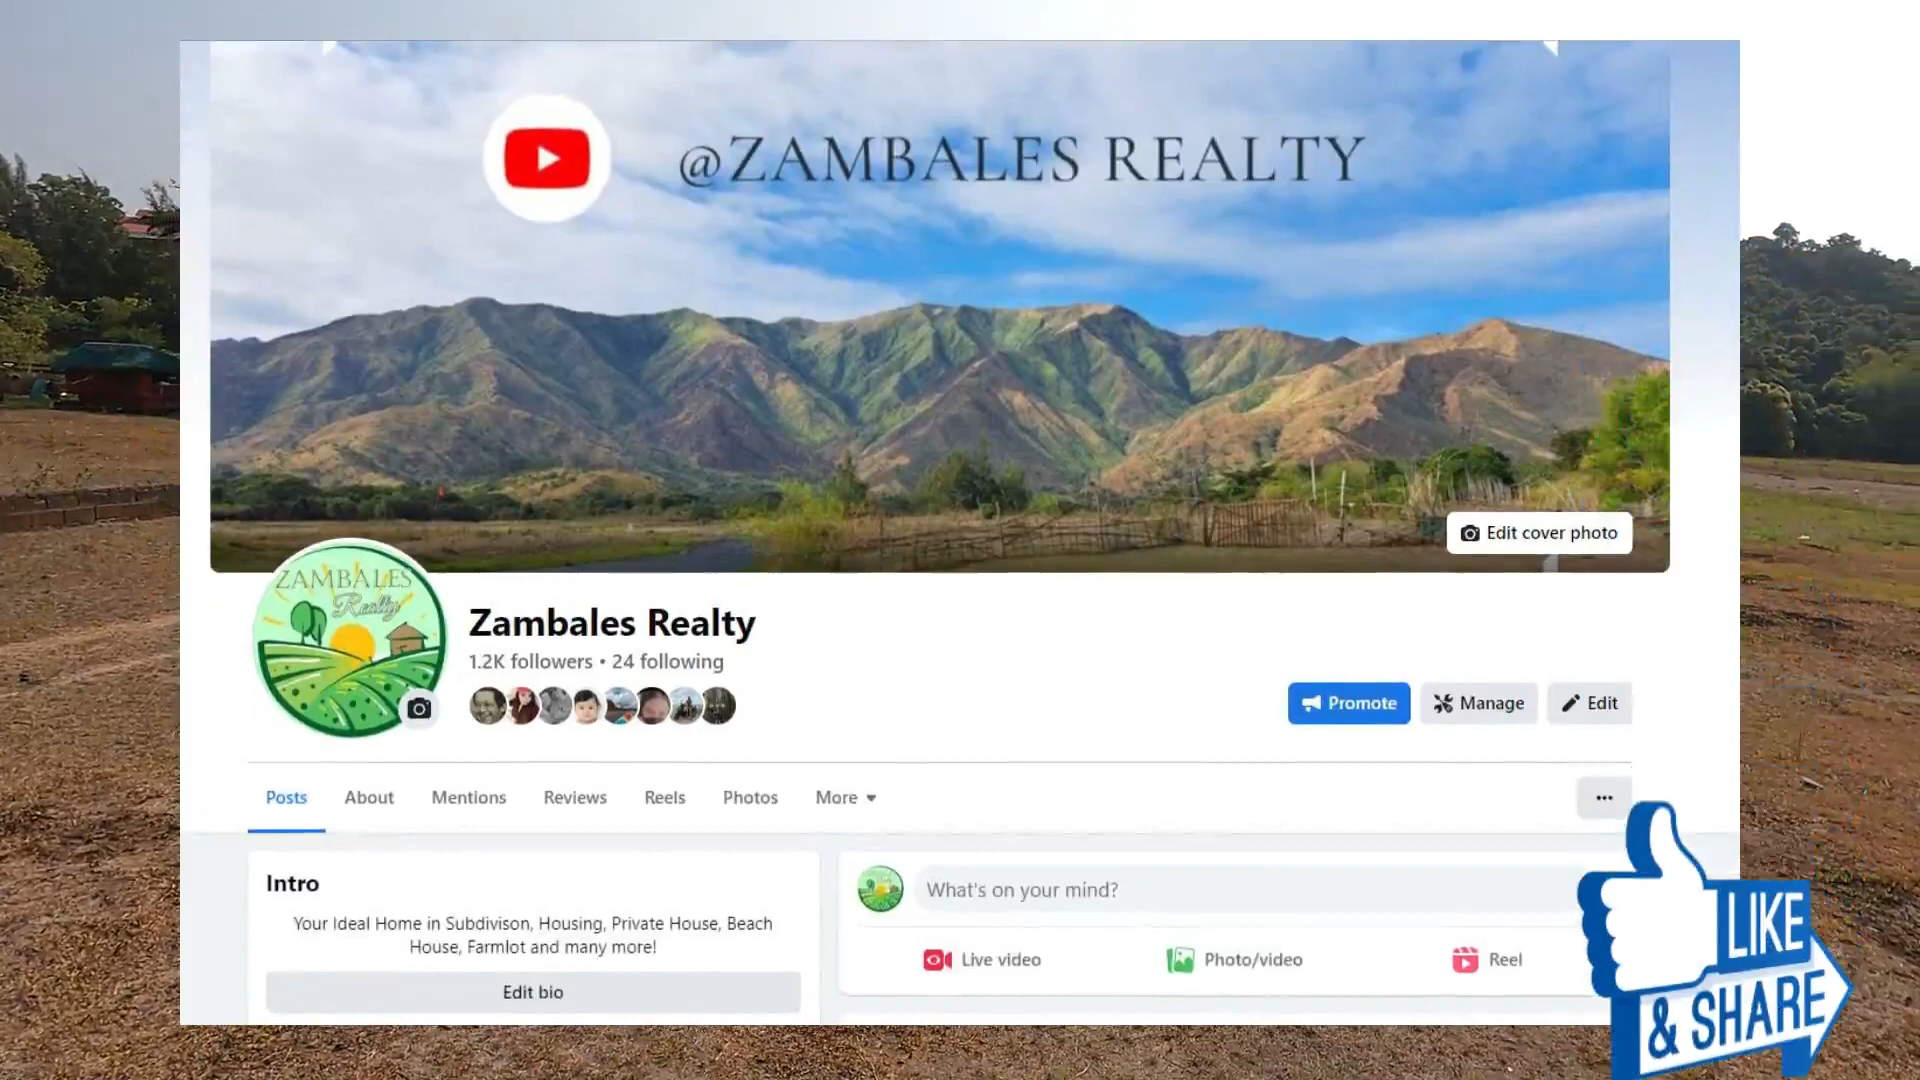 @ZAMBALES REALTY
Edit cover photo
ZAMBALES
Realty
Zambales Realty
1.2K followers • 24 following
Promote
Manage
Edit
Posts
About
Mentions
Reviews
Reels
Photos
More
Intro
Your Ideal Home in Subdivison, Housing, Private House, Beach
House, Farmlot and many more!
Edit bio
What's on your mind?
Live video
Photo/video
Reel
LIKE
& SHARE